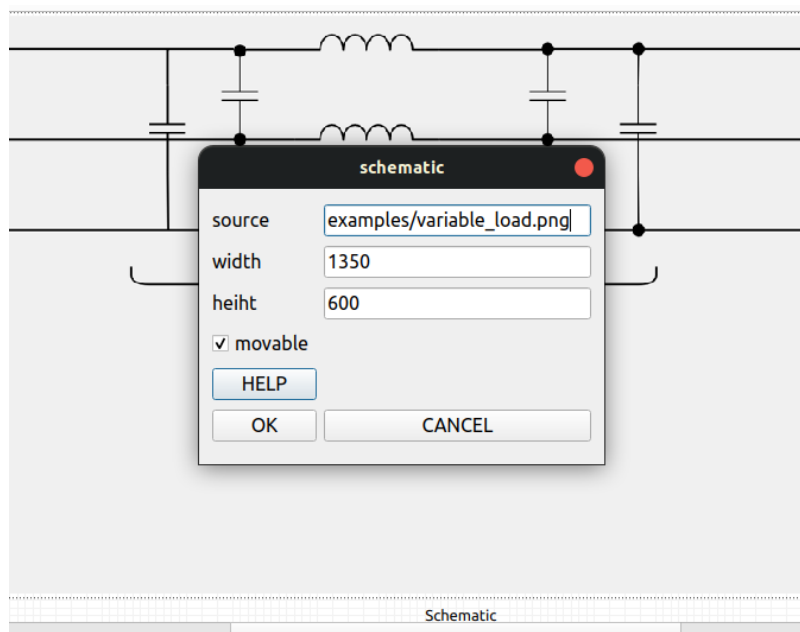 schematic
source examples/variable_load.png
width 1350
heiht 600
movable
HELP
OK CANCEL
Schematic